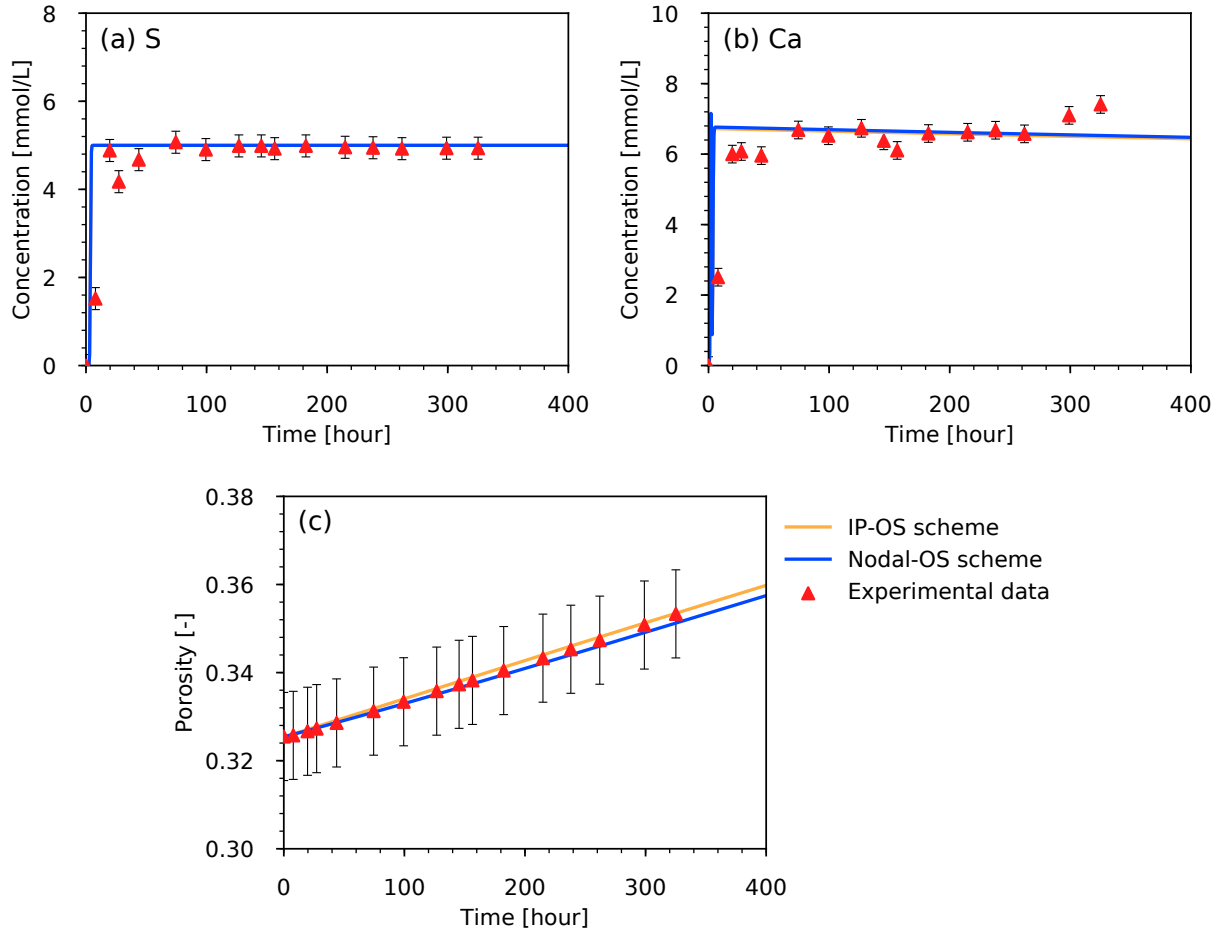 (a) S
Concentration [mmol/L]
8
6
4
2
0
0 100 200 300 400
Time [hour]
(b) Ca
Concentration [mmol/L]
10
8
6
4
2
0
0 100 200 300 400
Time [hour]
(c)
Porosity [-]
0.38
0.36
0.34
0.32
0.30
0 100 200 300 400
Time [hour]
IP-OS scheme
Nodal-OS scheme
Experimental data